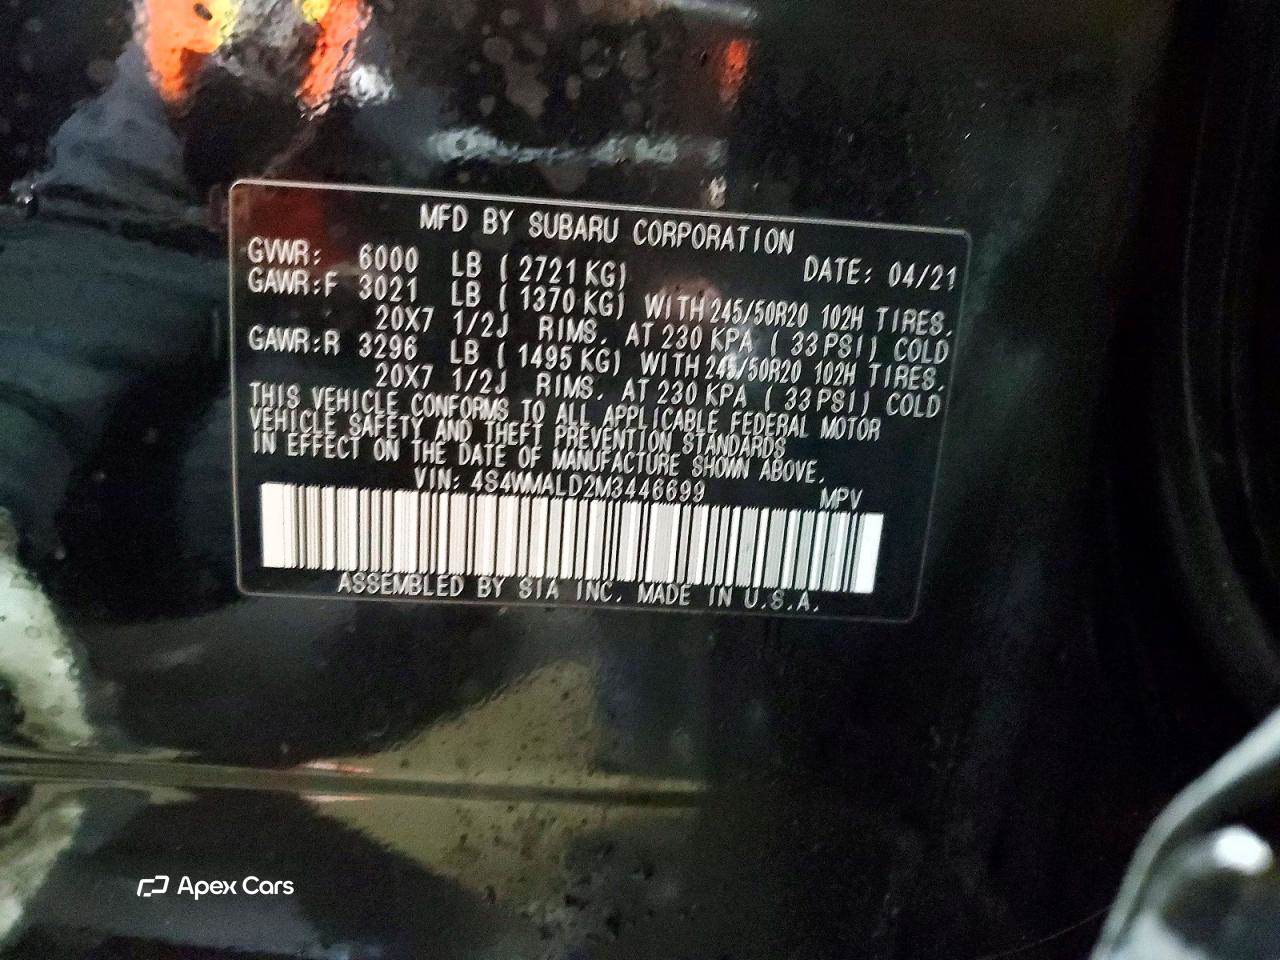 MFD BY SUBARU CORPORATION
GVWR: 6000 LB ( 2721 KG) DATE: 04/21
GAWR:F 3021 LB ( 1370 KG) WITH 245/50R20 102H TIRES.
20X7 1/2J RIMS. AT 230 KPA ( 33 PSI) COLD
GAWR:R 3296 LB ( 1495 KG) WITH 245/50R20 102H TIRES.
20X7 1/2J RIMS. AT 230 KPA ( 33 PSI) COLD
THIS VEHICLE CONFORMS TO ALL APPLICABLE FEDERAL MOTOR
VEHICLE SAFETY AND THEFT PREVENTION STANDARDS
IN EFFECT ON THE DATE OF MANUFACTURE SHOWN ABOVE.
VIN: 4S4WMALD2M3446699 MPV
ASSEMBLED BY SIA INC. MADE IN U.S.A.
Apex Cars